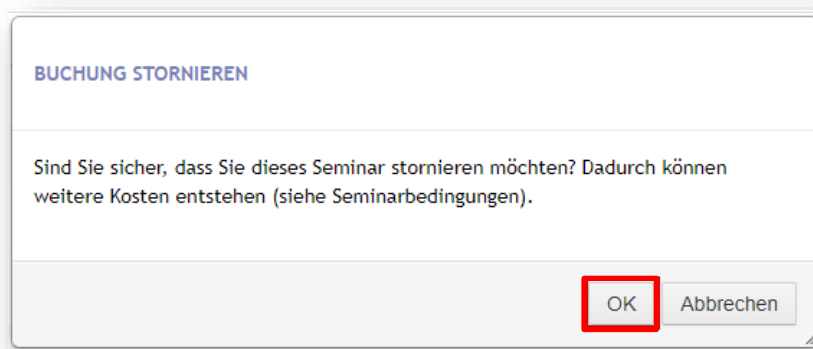 BUCHUNG STORNIEREN
Sind Sie sicher, dass Sie dieses Seminar stornieren möchten? Dadurch können
weitere Kosten entstehen (siehe Seminarbedingungen).
OK Abbrechen